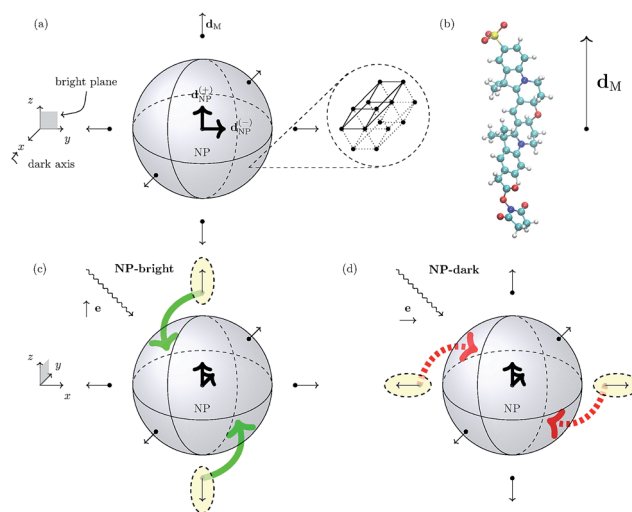 (a)
d_M
bright plane
z
y
x
dark axis
d_NP^(+)
d_NP^(−)
NP
(b)
d_M
(c)
NP-bright
e
z
y
x
NP
(d)
NP-dark
e
NP